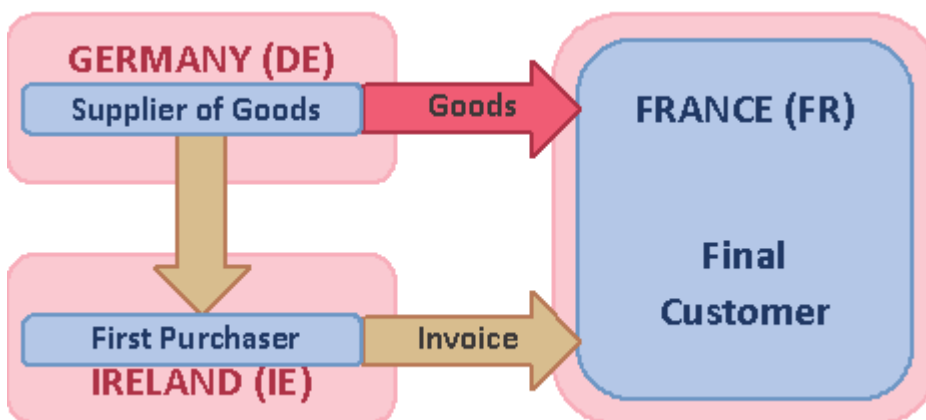 GERMANY (DE)
Supplier of Goods
Goods
FRANCE (FR)
Final
Customer
First Purchaser
Invoice
IRELAND (IE)